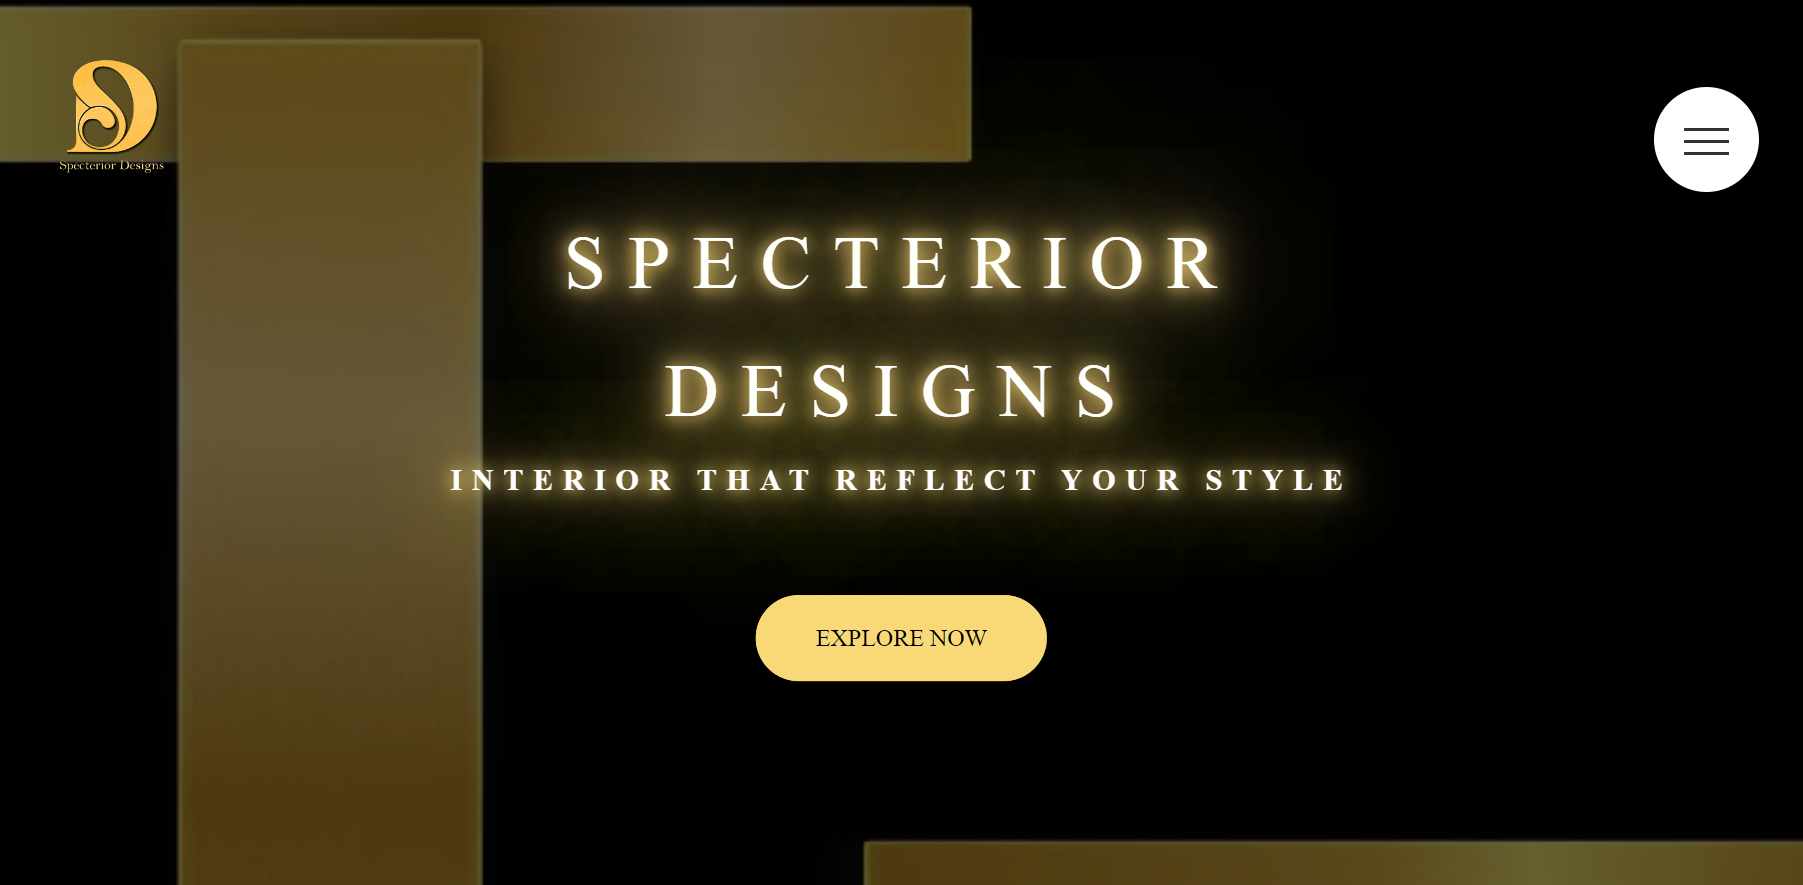 Specterior Designs
SPECTERIOR
DESIGNS
INTERIOR THAT REFLECT YOUR STYLE
EXPLORE NOW